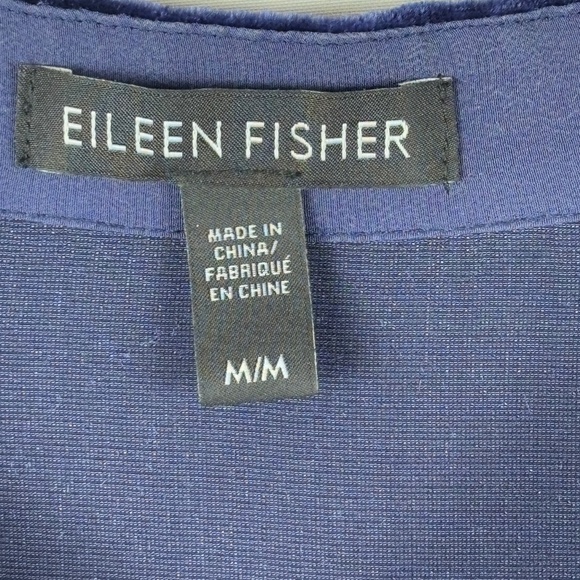 EILEEN FISHER
MADE IN
CHINA/
FABRIQUÉ
EN CHINE
M/M